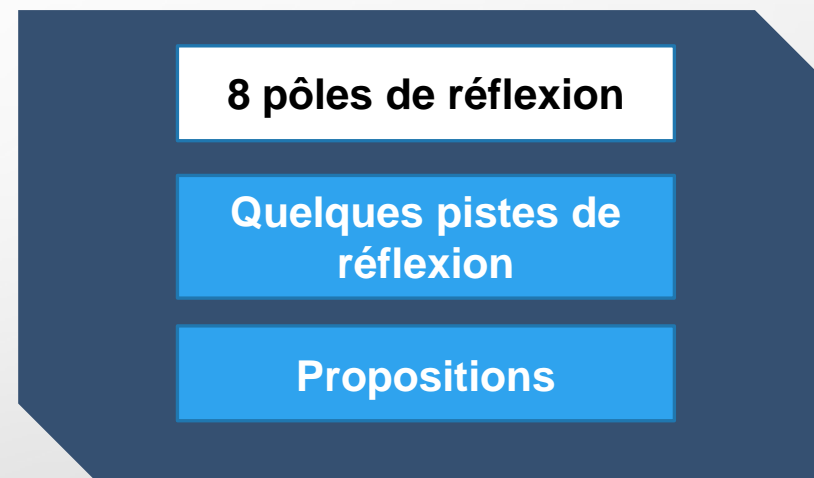 8 pôles de réflexion
Quelques pistes de
réflexion
Propositions